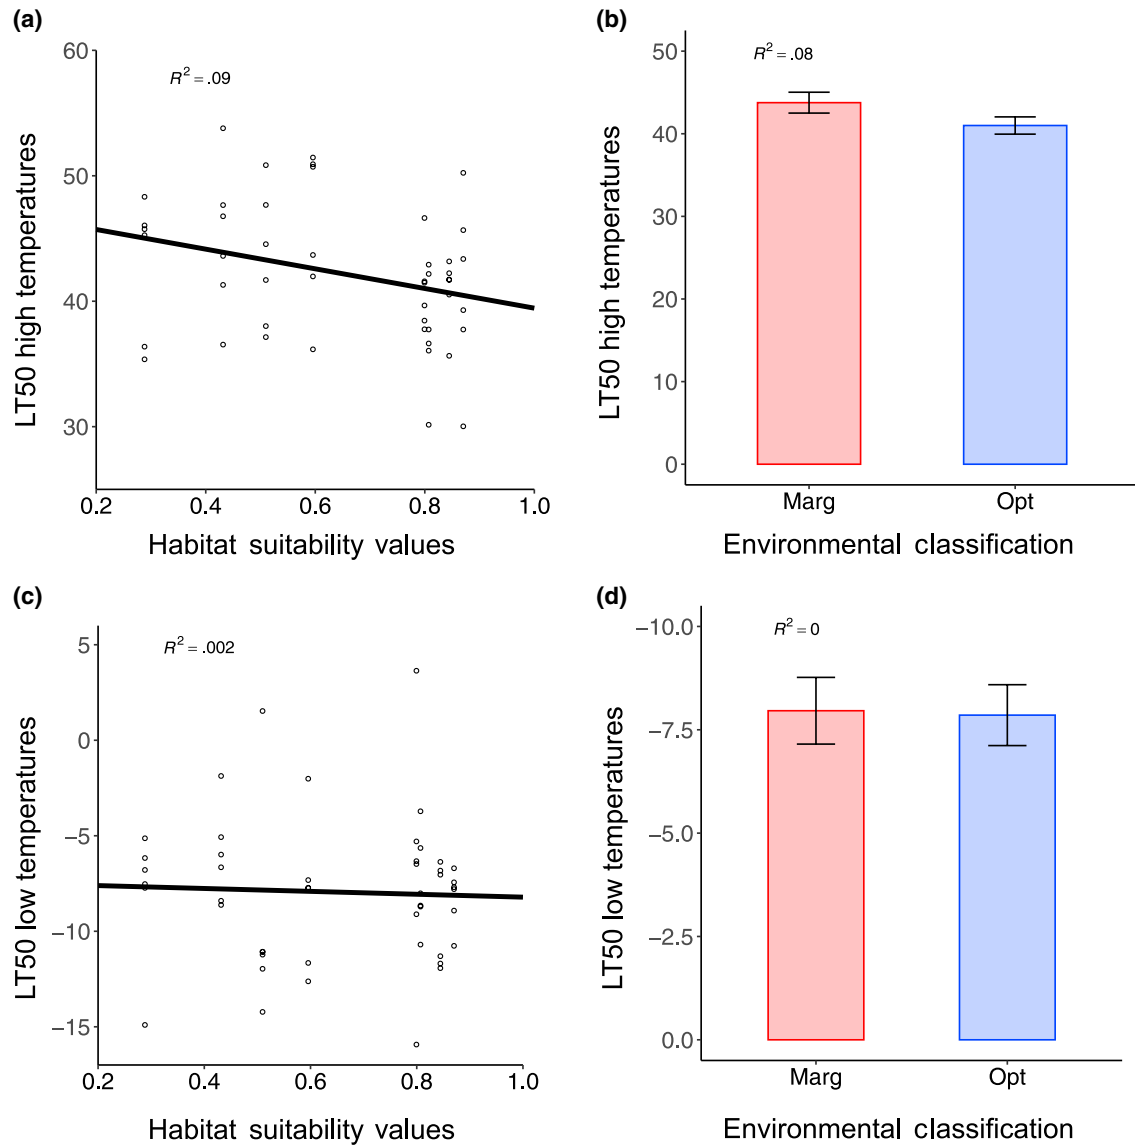 (a)
R² = .09
LT50 high temperatures
60
50
40
30
0.2 0.4 0.6 0.8 1.0
Habitat suitability values
(b)
R² = .08
LT50 high temperatures
50
40
30
20
10
0
Marg Opt
Environmental classification
(c)
R² = .002
LT50 low temperatures
5
0
−5
−10
−15
0.2 0.4 0.6 0.8 1.0
Habitat suitability values
(d)
R² = 0
LT50 low temperatures
−10.0
−7.5
−5.0
−2.5
0.0
Marg Opt
Environmental classification